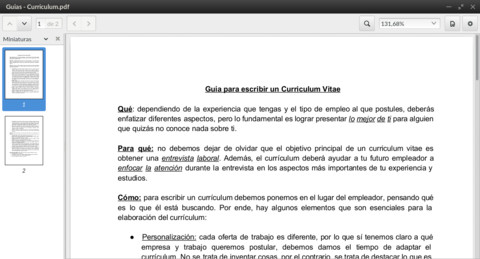 Guias - Curriculum.pdf
1 de 2
131,68%
Miniaturas
1
2
Guía para escribir un Curriculum Vitae
Qué: dependiendo de la experiencia que tengas y el tipo de empleo al que postules, deberás
enfatizar diferentes aspectos, pero lo fundamental es lograr presentar lo mejor de ti para alguien
que quizás no conoce nada sobre ti.
Para qué: no debemos dejar de olvidar que el objetivo principal de un curriculum vitae es
obtener una entrevista laboral. Además, el currículum deberá ayudar a tu futuro empleador a
enfocar la atención durante la entrevista en los aspectos más importantes de tu experiencia y
estudios.
Cómo: para escribir un currículum debemos ponernos en el lugar del empleador, pensando qué
es lo que él está buscando. Por ende, hay algunos elementos que son esenciales para la
elaboración del currículum:
● Personalización: cada oferta de trabajo es diferente, por lo que sí tenemos claro a qué
empresa y trabajo queremos postular, debemos darnos el tiempo de adaptar el
currículum. No se trata de inventar cosas, por el contrario, se trata de destacar lo que es